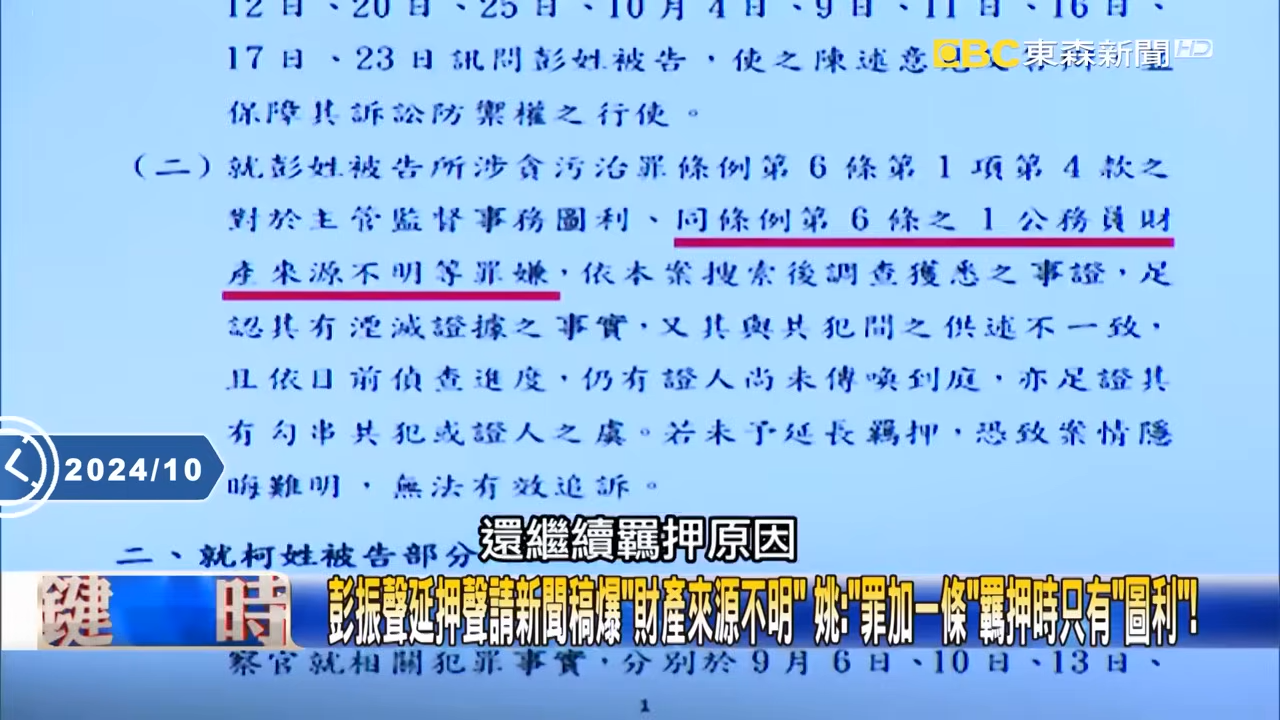 12日、20日、25日、10月4日、9日、11日、16日、
EBC 東森新聞 HD
17日、23日訊問彭姓被告,使之陳述意見
保障其訴訟防禦權之行使。
(二)就彭姓被告所涉貪污治罪條例第6條第1項第4款之
對於主管監督事務圖利、同條例第6條之1公務員財
產來源不明等罪嫌,依本案搜索後調查獲悉之事證,足
認其有湮滅證據之事實,又其與共犯間之供述不一致,
且依目前偵查進度,仍有證人尚未傳喚到庭,亦足證其
有勾串共犯或證人之虞。若未予延長羈押,恐致案情隱
2024/10
晦難明,無法有效追訴。
還繼續羈押原因
二、就柯姓被告部分
鍵 時
彭振聲延押聲請新聞稿爆"財產來源不明" 姚:"罪加一條"羈押時只有"圖利"!
察官就相關犯罪事實,分別於9月6日、10日、13日、
1